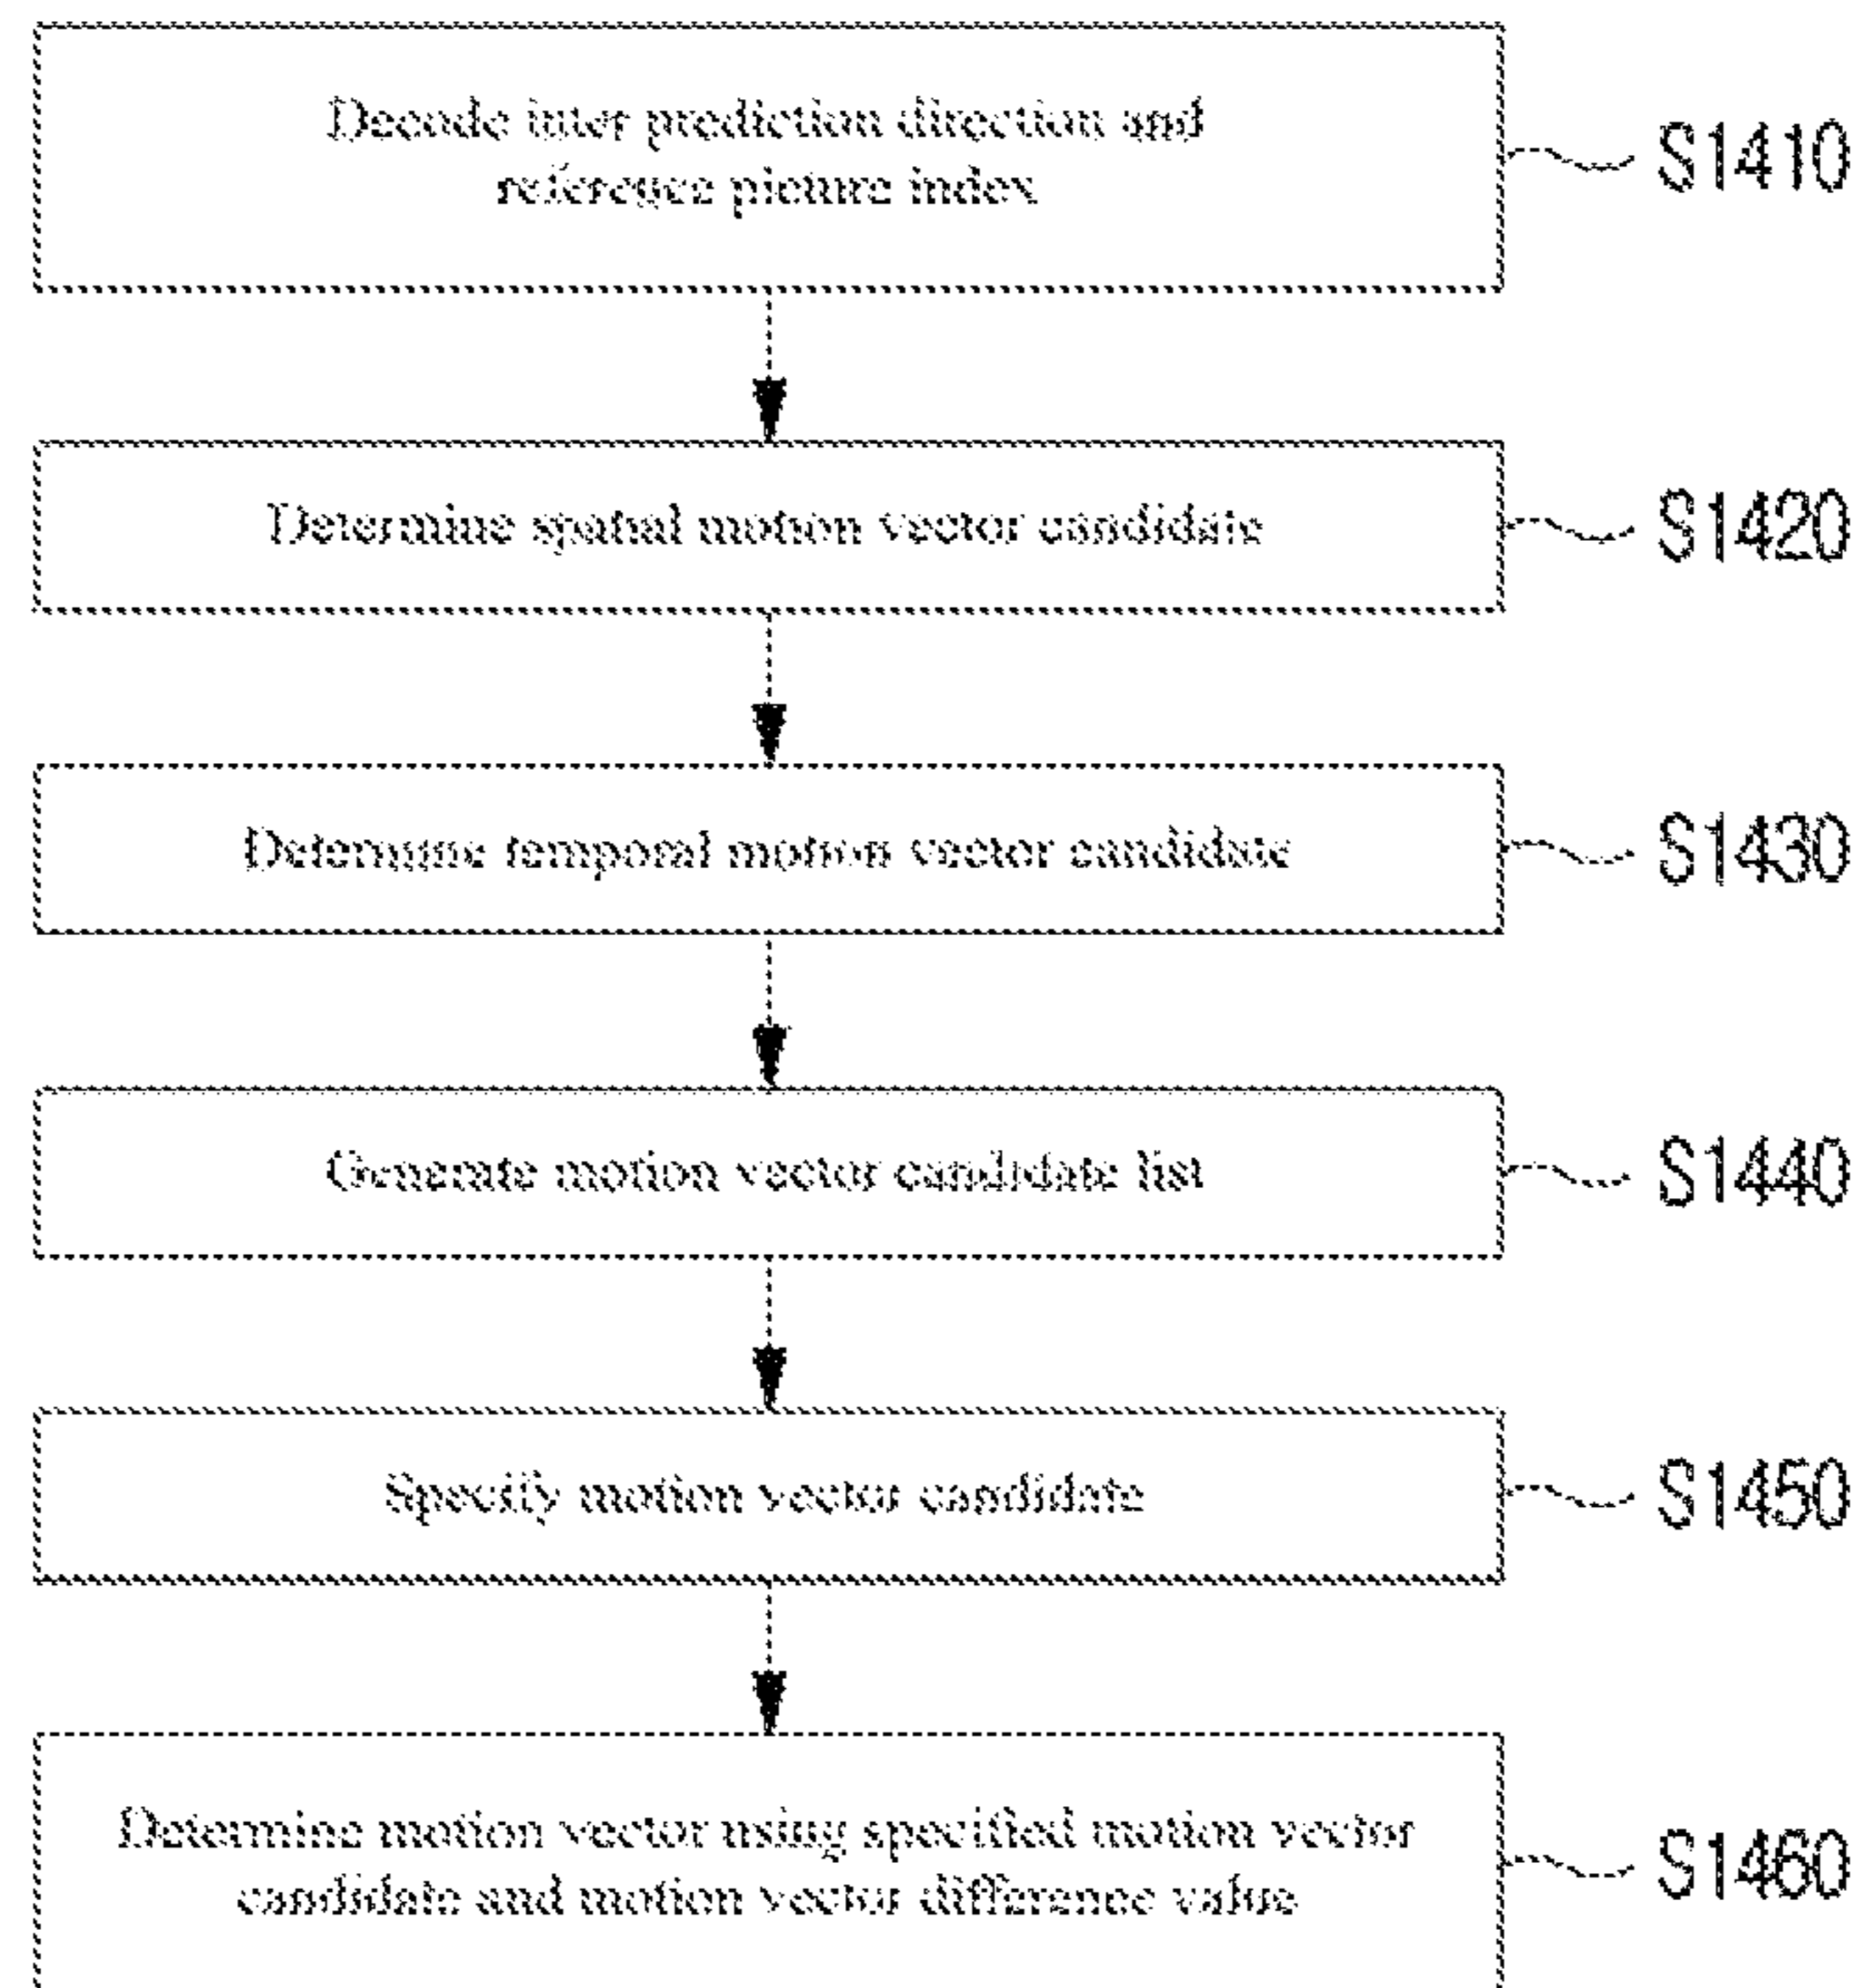 Decode inter prediction direction and
reference picture index
S1410
Determine spatial motion vector candidate
S1420
Determine temporal motion vector candidate
S1430
Generate motion vector candidate list
S1440
Specify motion vector candidate
S1450
Determine motion vector using specified motion vector
candidate and motion vector difference value
S1460